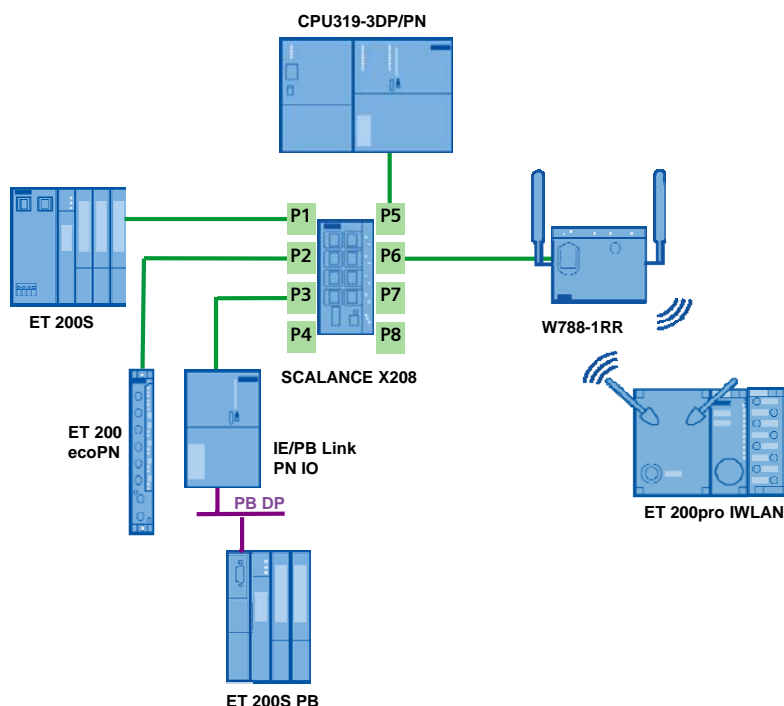 CPU319-3DP/PN
P1
P5
P2
P6
P3
P7
P4
P8
ET 200S
W788-1RR
SCALANCE X208
ET 200
ecoPN
IE/PB Link
PN IO
PB DP
ET 200pro IWLAN
ET 200S PB